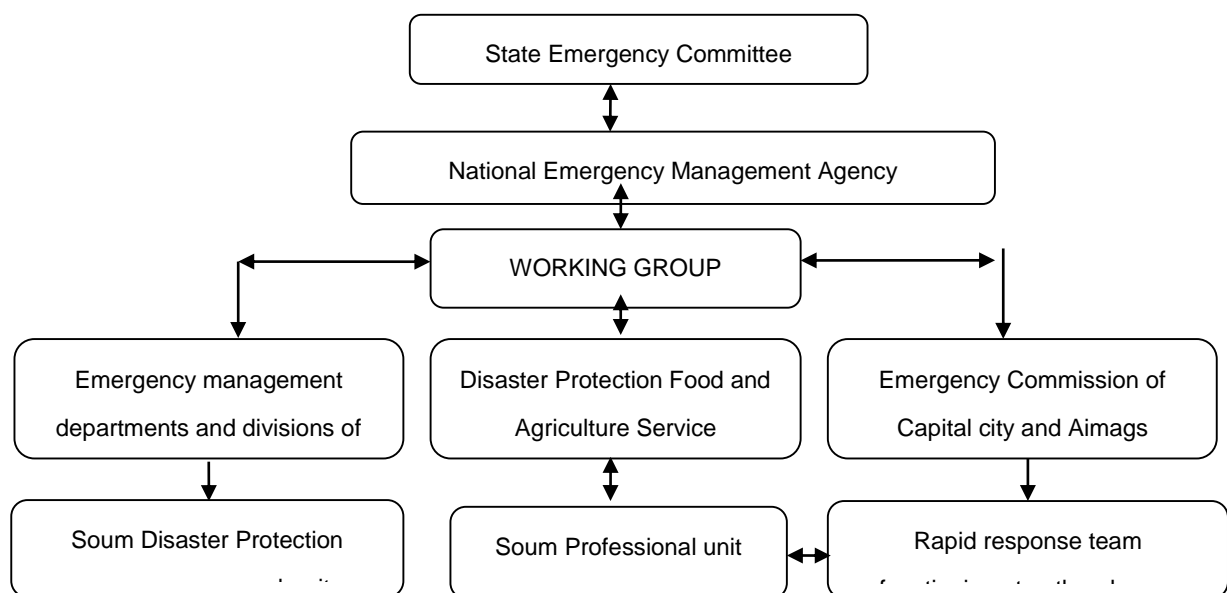 State Emergency Committee
National Emergency Management Agency
WORKING GROUP
Emergency management
departments and divisions of
Disaster Protection Food and
Agriculture Service
Emergency Commission of
Capital city and Aimags
Soum Disaster Protection
Soum Professional unit
Rapid response team